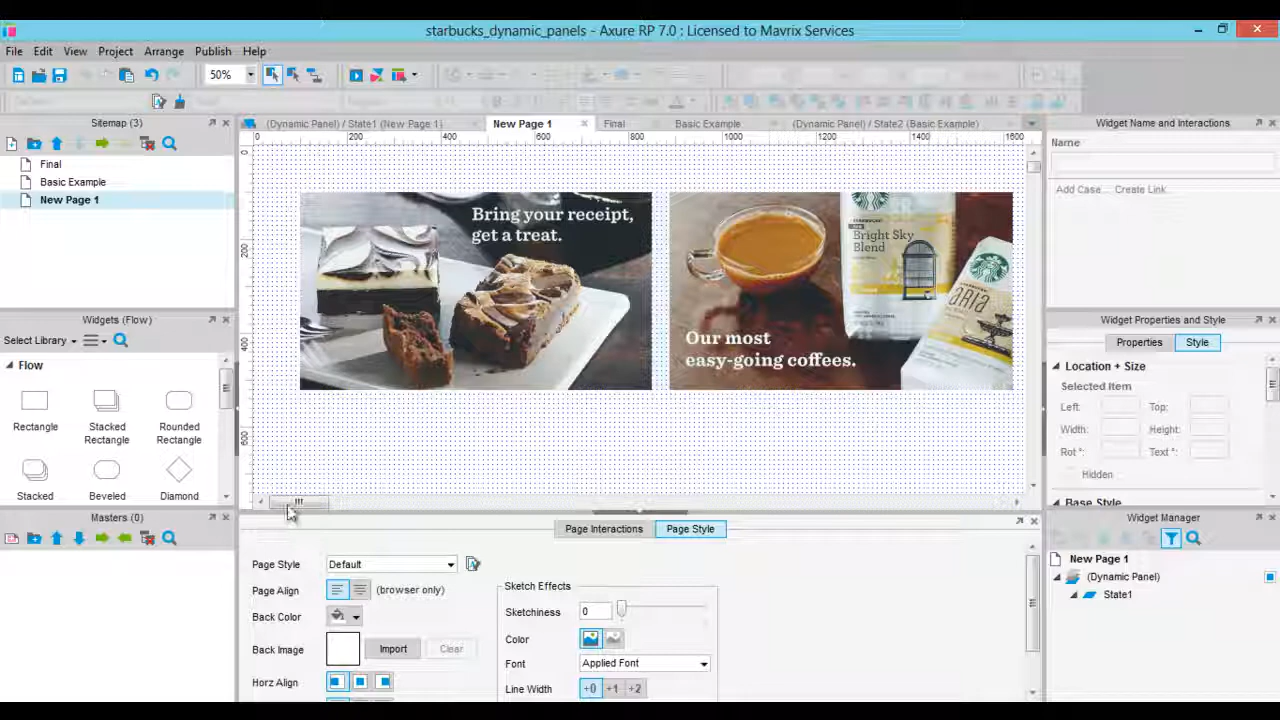 starbucks_dynamic_panels - Axure RP 7.0 : Licensed to Mavrix Services
File Edit View Project Arrange Publish Help
50%
Sitemap (3)
Final
Basic Example
New Page 1
Widgets (Flow)
Select Library
Flow
Rectangle
Stacked Rectangle
Rounded Rectangle
Stacked
Beveled
Diamond
Masters (0)
(Dynamic Panel) / State1 (New Page 1)
New Page 1
Final
Basic Example
(Dynamic Panel) / State2 (Basic Example)
0 200 400 600 800 1000 1200 1400 1600
0
200
400
600
Bring your receipt,
get a treat.
Our most
easy-going coffees.
Bright Sky
Blend
Page Interactions
Page Style
Page Style
Default
Page Align
(browser only)
Back Color
Back Image
Import
Clear
Horz Align
Sketch Effects
Sketchiness
0
Color
Font
Applied Font
Line Width
+0 +1 +2
Widget Name and Interactions
Name
Add Case... Create Link...
Widget Properties and Style
Properties
Style
Location + Size
Selected Item
Left:
Top:
Width:
Height:
Rot °:
Text °:
Hidden
Base Style
Widget Manager
New Page 1
(Dynamic Panel)
State1